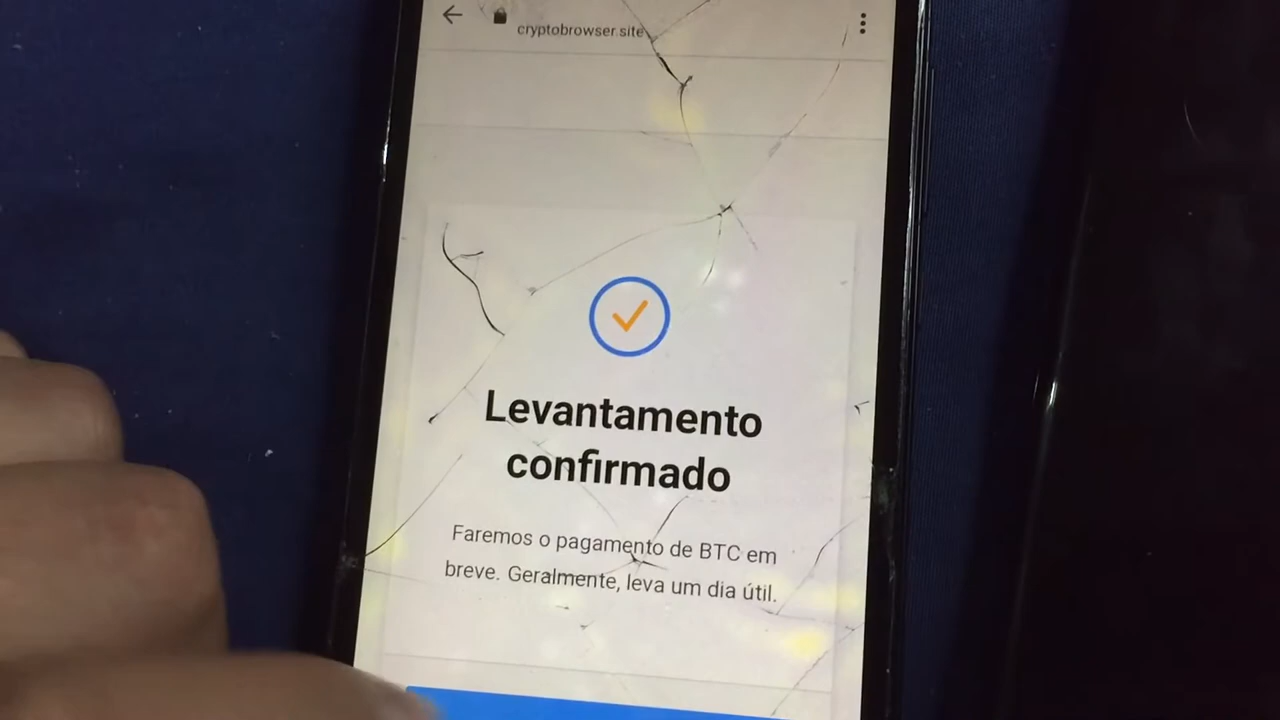 cryptobrowser.site
Levantamento
confirmado
Faremos o pagamento de BTC em
breve. Geralmente, leva um dia útil.